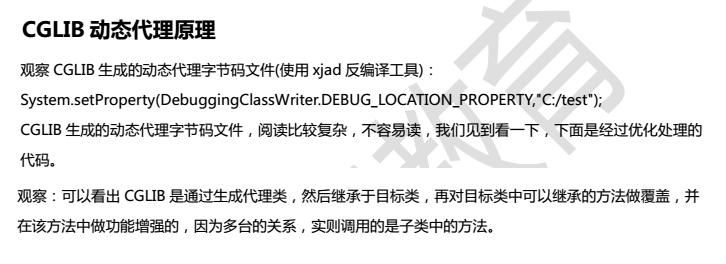 CGLIB 动态代理原理
观察 CGLIB 生成的动态代理字节码文件(使用 xjad 反编译工具)：
System.setProperty(DebuggingClassWriter.DEBUG_LOCATION_PROPERTY,"C:/test");
CGLIB 生成的动态代理字节码文件，阅读比较复杂，不容易读，我们见到看一下，下面是经过优化处理的
代码。
观察：可以看出 CGLIB 是通过生成代理类，然后继承于目标类，再对目标类中可以继承的方法做覆盖，并
在该方法中做功能增强的，因为多台的关系，实则调用的是子类中的方法。
教育